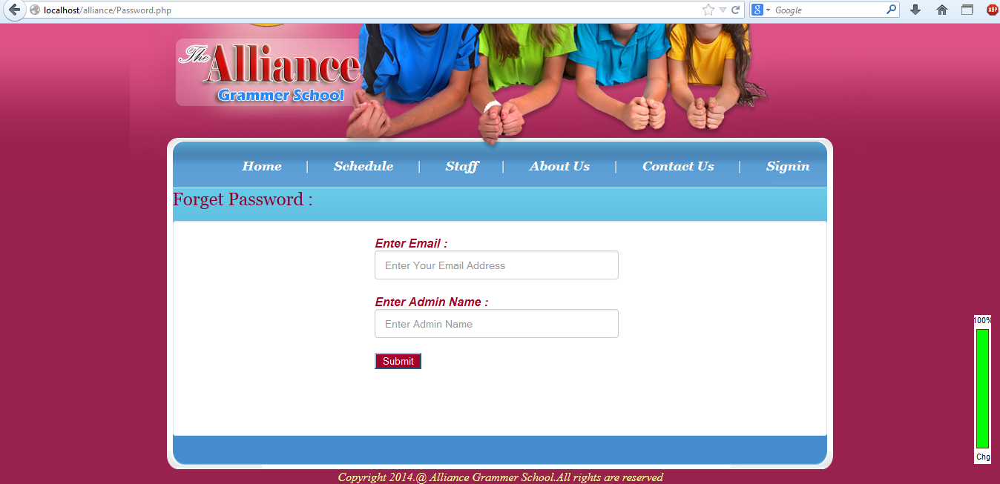 localhost/alliance/Password.php
Google
ABP
The Alliance
Grammer School
Home | Schedule | Staff | About Us | Contact Us | Signin
Forget Password :
Enter Email :
Enter Your Email Address
Enter Admin Name :
Enter Admin Name
Submit
100%
Chg
Copyright 2014.@ Alliance Grammer School.All rights are reserved